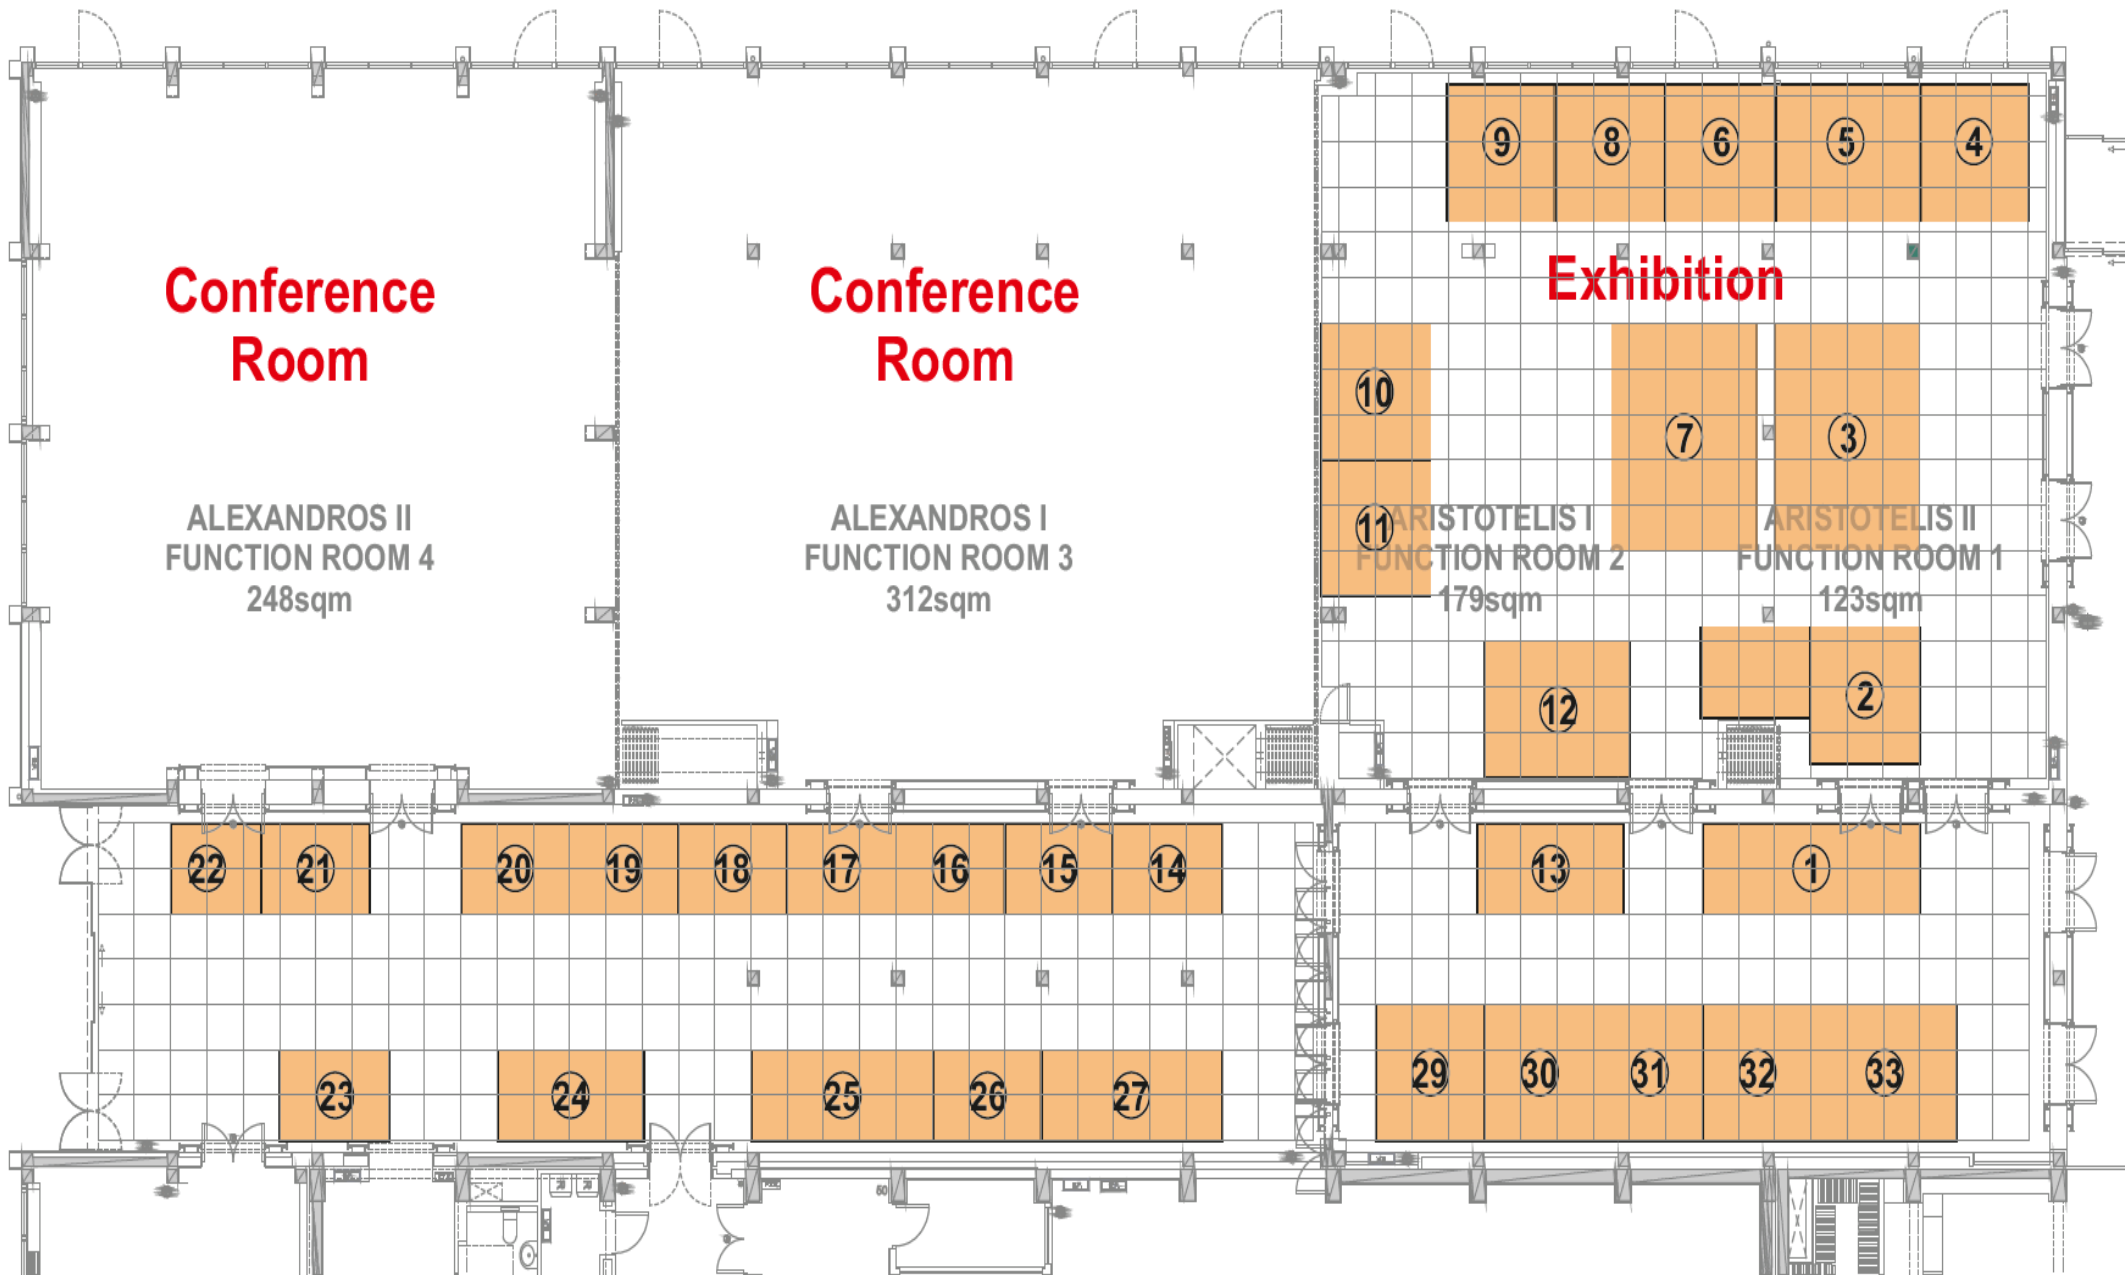 9
8
6
5
4
Conference
Room
Conference
Room
Exhibition
10
7
3
11
ALEXANDROS II
FUNCTION ROOM 4
248sqm
ALEXANDROS I
FUNCTION ROOM 3
312sqm
ARISTOTELIS I
FUNCTION ROOM 2
179sqm
ARISTOTELIS II
FUNCTION ROOM 1
123sqm
12
2
22
21
20
19
18
17
16
15
14
13
1
23
24
25
26
27
29
30
31
32
33